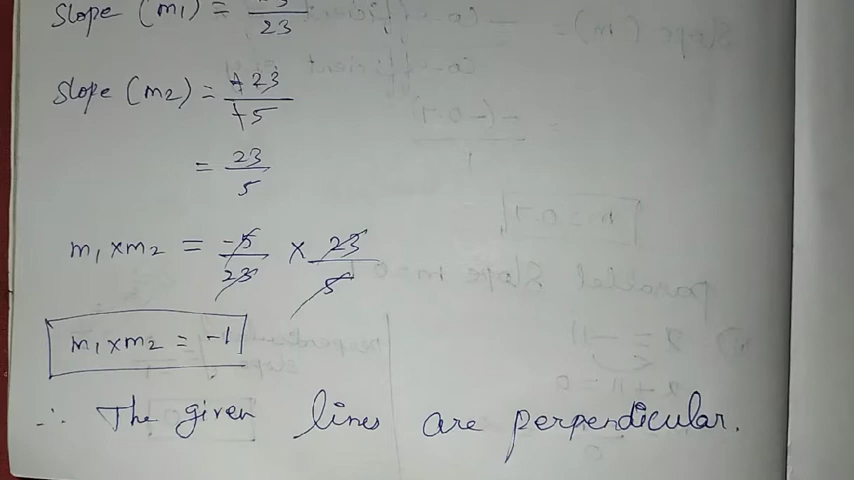 Slope (m1) = -5/23
Slope (m2) = -23/-5
= 23/5
m1 x m2 = -5/23 x 23/5
m1 x m2 = -1
∴ The given lines are perpendicular.